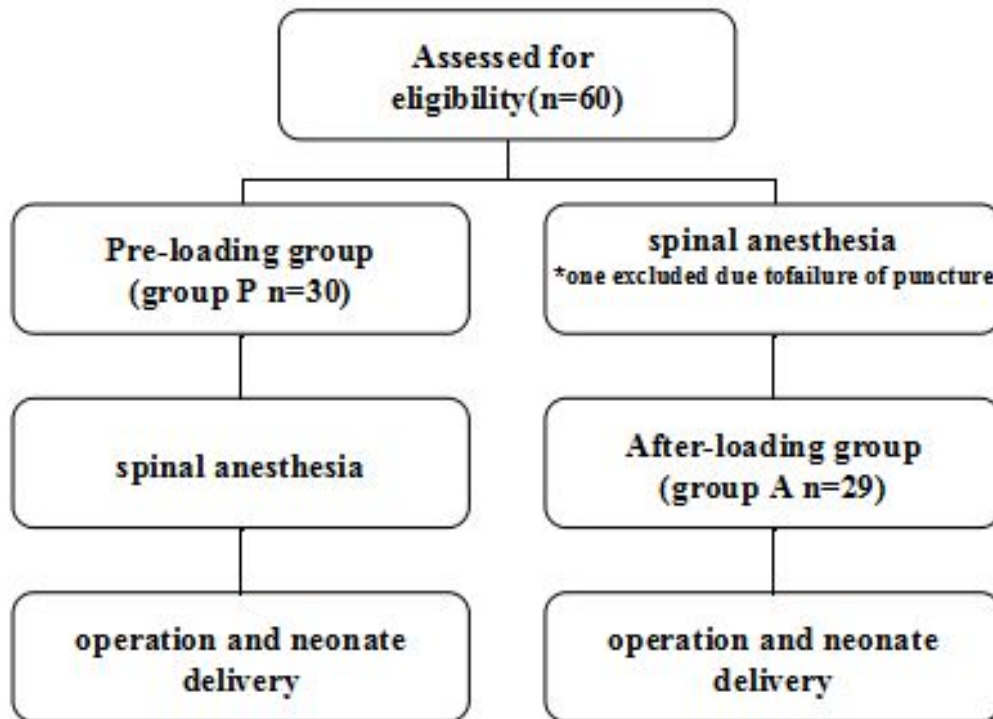 Assessed for
eligibility(n=60)
Pre-loading group
(group P n=30)
spinal anesthesia
*one excluded due tofailure of puncture
spinal anesthesia
After-loading group
(group A n=29)
operation and neonate
delivery
operation and neonate
delivery